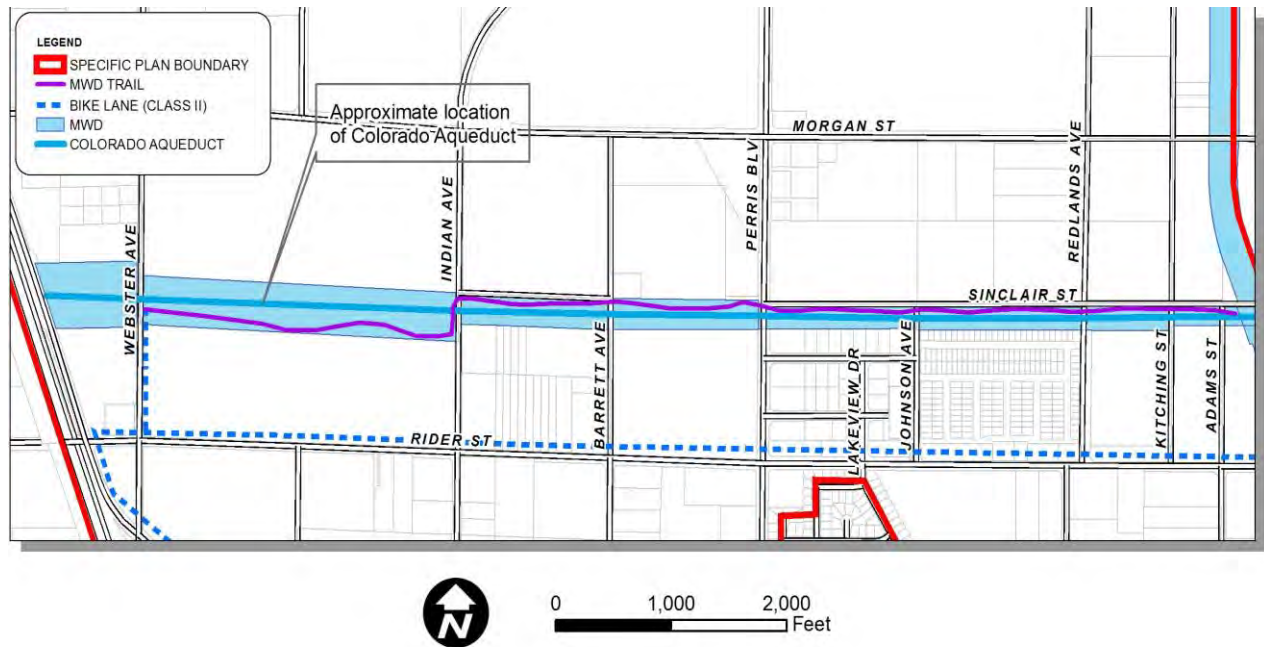 LEGEND
SPECIFIC PLAN BOUNDARY
MWD TRAIL
BIKE LANE (CLASS II)
MWD
COLORADO AQUEDUCT
Approximate location
of Colorado Aqueduct
MORGAN ST
WEBSTER AVE
INDIAN AVE
PERRIS BLV
REDLANDS AVE
SINCLAIR ST
BARRETT AVE
LAKEVIEW DR
JOHNSON AVE
KITCHING ST
ADAMS ST
RIDER ST
N
0 1,000 2,000
Feet